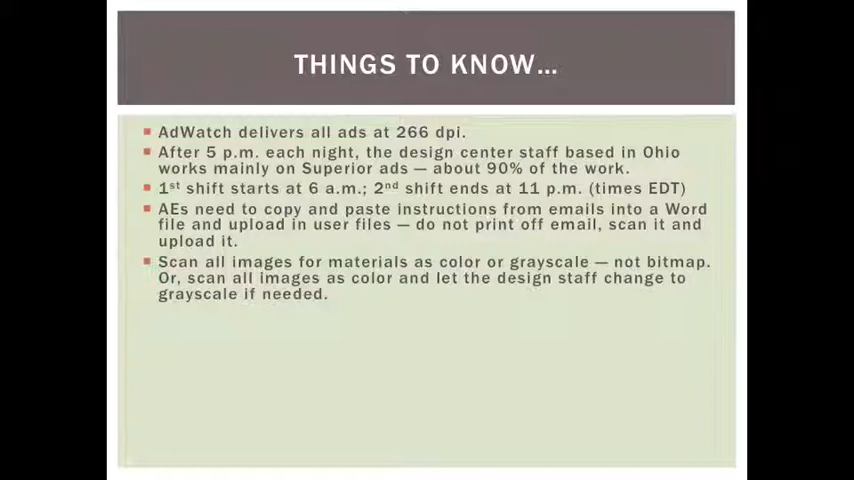 THINGS TO KNOW...
AdWatch delivers all ads at 266 dpi.
After 5 p.m. each night, the design center staff based in Ohio
works mainly on Superior ads — about 90% of the work.
1st shift starts at 6 a.m.; 2nd shift ends at 11 p.m. (times EDT)
AEs need to copy and paste instructions from emails into a Word
file and upload in user files — do not print off email, scan it and
upload it.
Scan all images for materials as color or grayscale — not bitmap.
Or, scan all images as color and let the design staff change to
grayscale if needed.